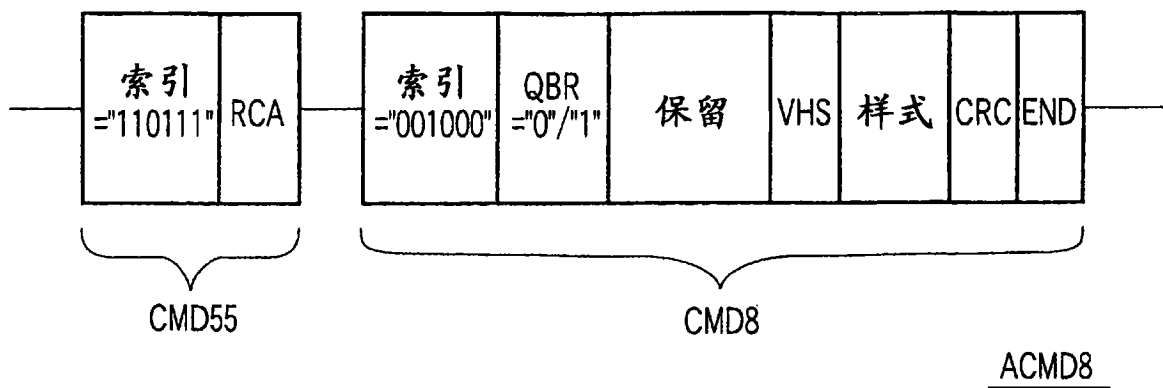 索引
="110111"
RCA
索引
="001000"
QBR
="0"/"1"
保留
VHS
样式
CRC
END
CMD55
CMD8
ACMD8